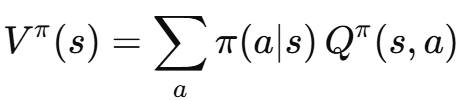 V^π(s) = ∑_a π(a|s) Q^π(s, a)